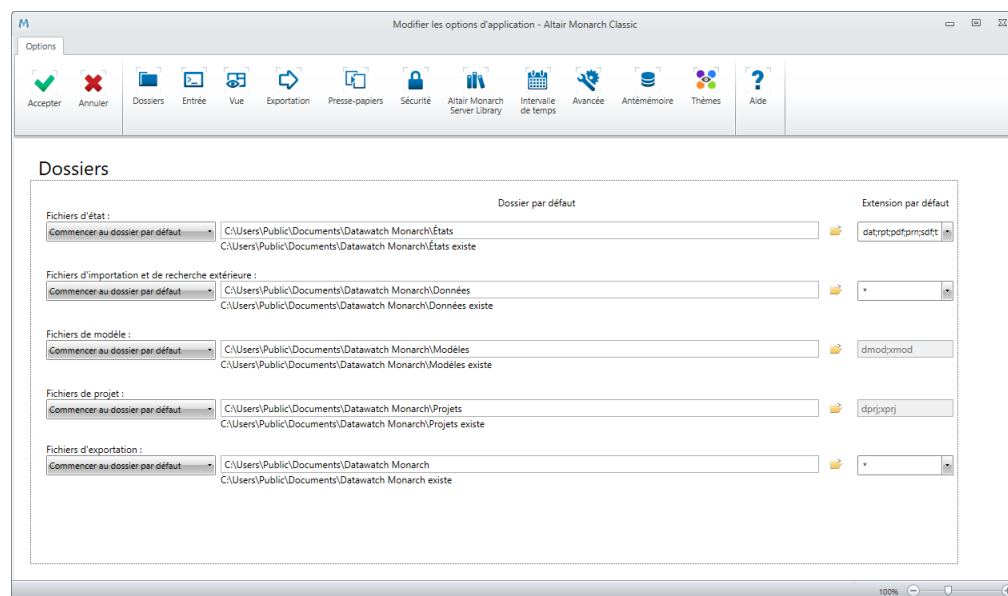 Modifier les options d'application - Altair Monarch Classic
Options
Accepter
Annuler
Dossiers
Entrée
Vue
Exportation
Presse-papiers
Sécurité
Altair Monarch
Server Library
Intervalle
de temps
Avancée
Antémémoire
Thèmes
Aide
Dossiers
Dossier par défaut
Extension par défaut
Fichiers d'état :
Commencer au dossier par défaut
C:\Users\Public\Documents\Datawatch Monarch\États
dat;rpt;pdf;prn;sdf;t
C:\Users\Public\Documents\Datawatch Monarch\États existe
Fichiers d'importation et de recherche extérieure :
Commencer au dossier par défaut
C:\Users\Public\Documents\Datawatch Monarch\Données
*
C:\Users\Public\Documents\Datawatch Monarch\Données existe
Fichiers de modèle :
Commencer au dossier par défaut
C:\Users\Public\Documents\Datawatch Monarch\Modèles
dmod;xmod
C:\Users\Public\Documents\Datawatch Monarch\Modèles existe
Fichiers de projet :
Commencer au dossier par défaut
C:\Users\Public\Documents\Datawatch Monarch\Projets
dprj;xprj
C:\Users\Public\Documents\Datawatch Monarch\Projets existe
Fichiers d'exportation :
Commencer au dossier par défaut
C:\Users\Public\Documents\Datawatch Monarch
*
C:\Users\Public\Documents\Datawatch Monarch existe
100%